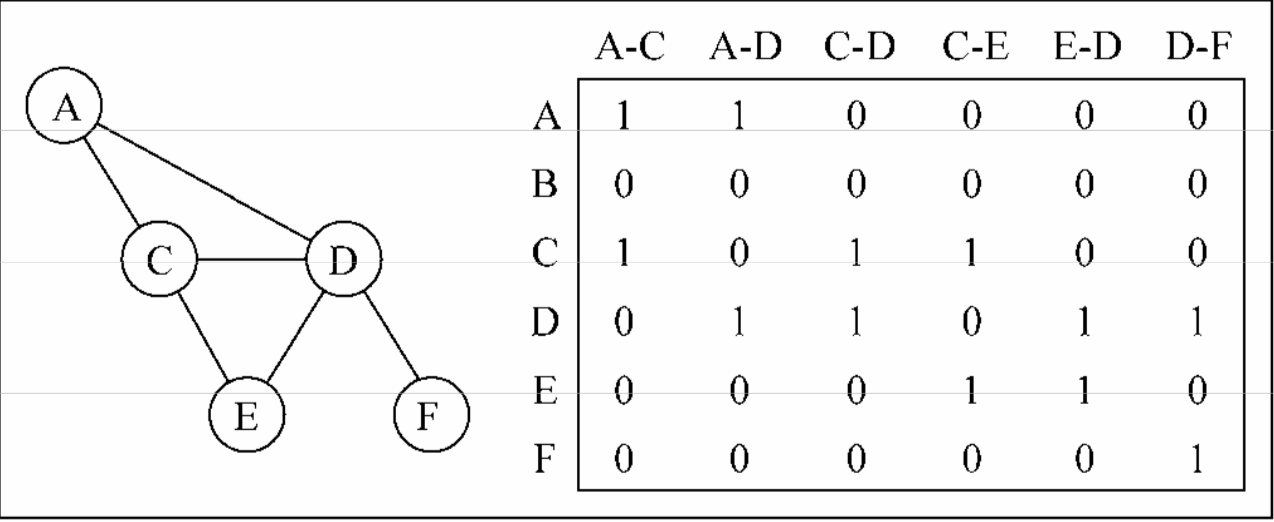 A
C
D
E
F
A-C A-D C-D C-E E-D D-F
A 1 1 0 0 0 0
B 0 0 0 0 0 0
C 1 0 1 1 0 0
D 0 1 1 0 1 1
E 0 0 0 1 1 0
F 0 0 0 0 0 1